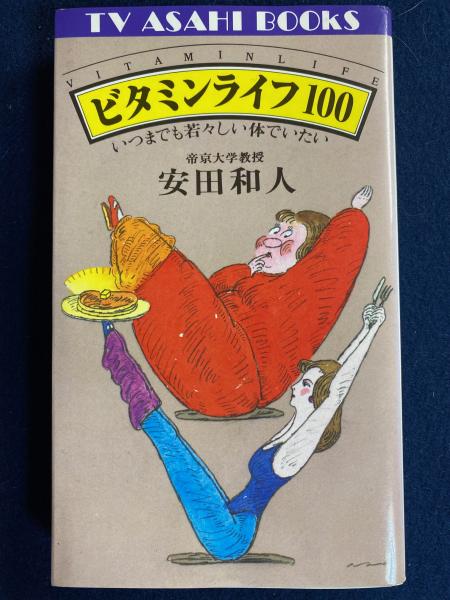 TV ASAHI BOOKS
VITAMINLIFE
ビタミンライフ100
いつまでも若々しい体でいたい
帝京大学教授
安田和人